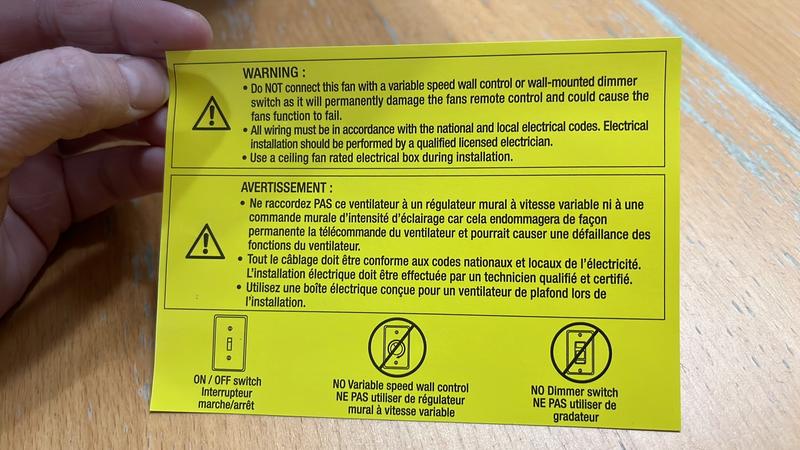 WARNING :
• Do NOT connect this fan with a variable speed wall control or wall-mounted dimmer
switch as it will permanently damage the fans remote control and could cause the
fans function to fail.
• All wiring must be in accordance with the national and local electrical codes. Electrical
installation should be performed by a qualified licensed electrician.
• Use a ceiling fan rated electrical box during installation.
AVERTISSEMENT :
• Ne raccordez PAS ce ventilateur à un régulateur mural à vitesse variable ni à une
commande murale d'intensité d'éclairage car cela endommagera de façon
permanente la télécommande du ventilateur et pourrait causer une défaillance des
fonctions du ventilateur.
• Tout le câblage doit être conforme aux codes nationaux et locaux de l'électricité.
L'installation électrique doit être effectuée par un technicien qualifié et certifié.
• Utilisez une boîte électrique conçue pour un ventilateur de plafond lors de
l'installation.
ON / OFF switch
Interrupteur
marche/arrêt
NO Variable speed wall control
NE PAS utiliser de régulateur
mural à vitesse variable
NO Dimmer switch
NE PAS utiliser de
gradateur